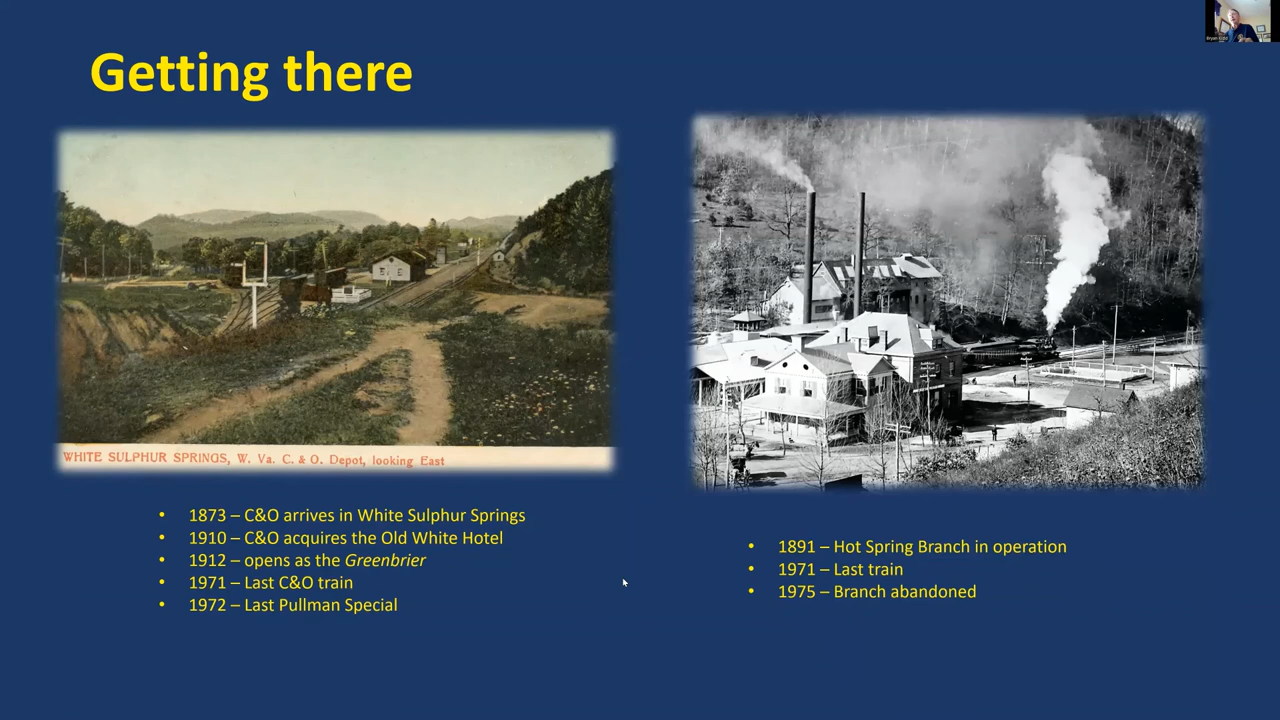 Getting there
WHITE SULPHUR SPRINGS, W. Va. C. & O. Depot, looking East
• 1873 – C&O arrives in White Sulphur Springs
• 1910 – C&O acquires the Old White Hotel
• 1912 – opens as the Greenbrier
• 1971 – Last C&O train
• 1972 – Last Pullman Special
• 1891 – Hot Spring Branch in operation
• 1971 – Last train
• 1975 – Branch abandoned